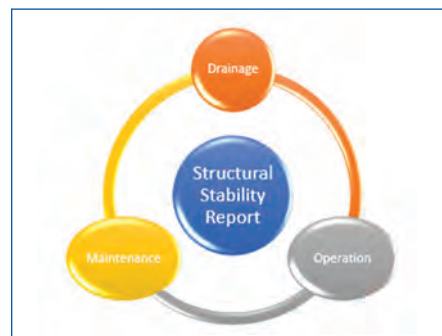 Drainage
Structural
Stability
Report
Maintenance
Operation